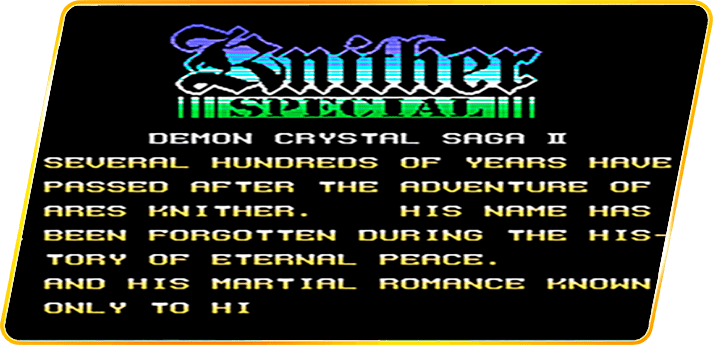 Knither
SPECIAL
DEMON CRYSTAL SAGA II
SEVERAL HUNDREDS OF YEARS HAVE
PASSED AFTER THE ADVENTURE OF
ARES KNITHER. HIS NAME HAS
BEEN FORGOTTEN DURING THE HIS-
TORY OF ETERNAL PEACE.
AND HIS MARTIAL ROMANCE KNOWN
ONLY TO HI